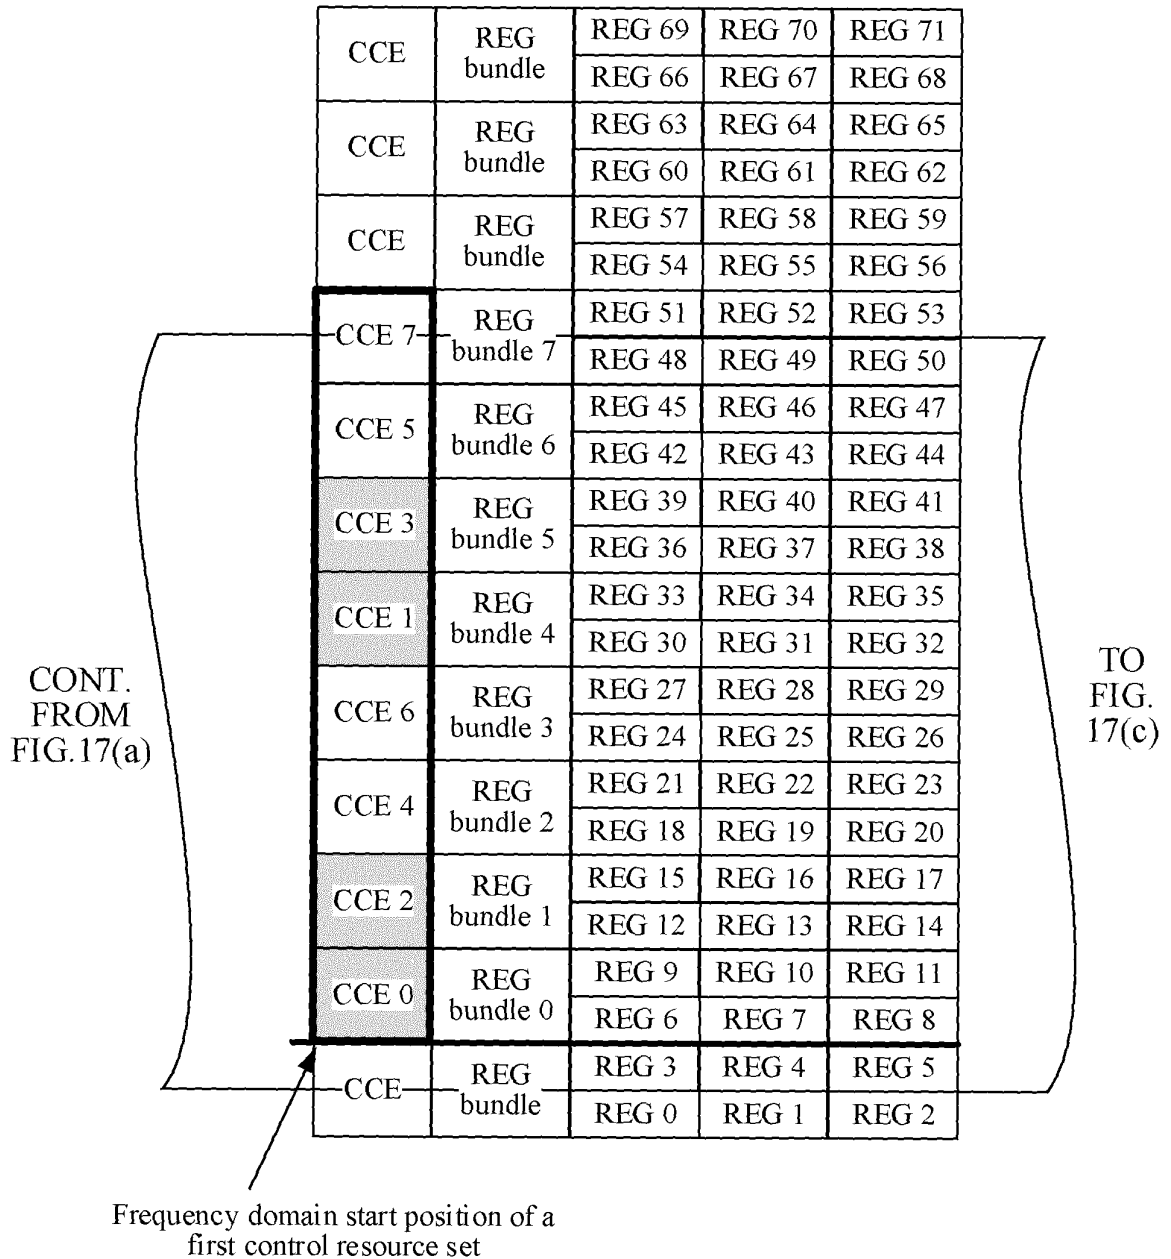 CCE REG bundle REG 69 REG 70 REG 71
REG 66 REG 67 REG 68
CCE REG bundle REG 63 REG 64 REG 65
REG 60 REG 61 REG 62
CCE REG bundle REG 57 REG 58 REG 59
REG 54 REG 55 REG 56
CCE 7 REG bundle 7 REG 51 REG 52 REG 53
REG 48 REG 49 REG 50
CCE 5 REG bundle 6 REG 45 REG 46 REG 47
REG 42 REG 43 REG 44
CCE 3 REG bundle 5 REG 39 REG 40 REG 41
REG 36 REG 37 REG 38
CCE 1 REG bundle 4 REG 33 REG 34 REG 35
REG 30 REG 31 REG 32
CCE 6 REG bundle 3 REG 27 REG 28 REG 29
REG 24 REG 25 REG 26
CCE 4 REG bundle 2 REG 21 REG 22 REG 23
REG 18 REG 19 REG 20
CCE 2 REG bundle 1 REG 15 REG 16 REG 17
REG 12 REG 13 REG 14
CCE 0 REG bundle 0 REG 9 REG 10 REG 11
REG 6 REG 7 REG 8
CCE REG bundle REG 3 REG 4 REG 5
REG 0 REG 1 REG 2
CONT.
FROM
FIG.17(a)
TO
FIG.
17(c)
Frequency domain start position of a
first control resource set